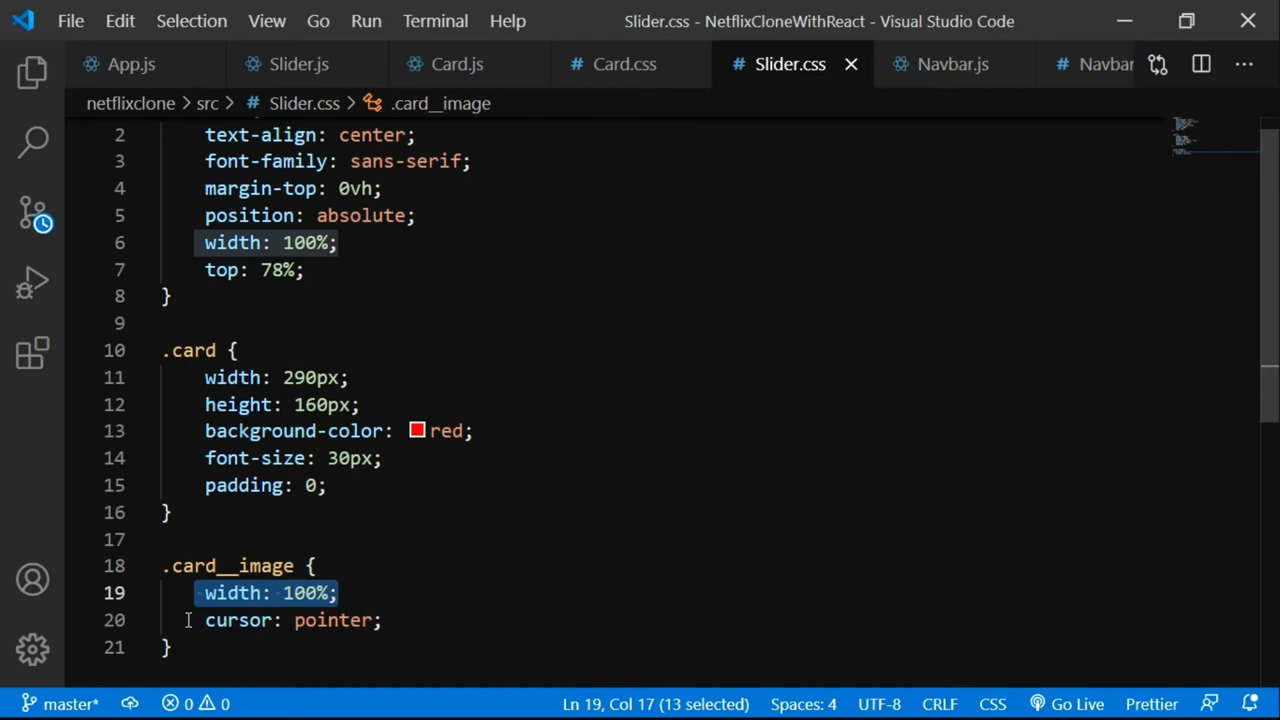 File Edit Selection View Go Run Terminal Help Slider.css - NetflixCloneWithReact - Visual Studio Code
App.js Slider.js Card.js # Card.css # Slider.css Navbar.js # Navbar
netflixclone > src > # Slider.css > .card__image
2 text-align: center;
3 font-family: sans-serif;
4 margin-top: 0vh;
5 position: absolute;
6 width: 100%;
7 top: 78%;
8 }
9
10 .card {
11 width: 290px;
12 height: 160px;
13 background-color: red;
14 font-size: 30px;
15 padding: 0;
16 }
17
18 .card__image {
19 width: 100%;
20 cursor: pointer;
21 }
master* 0 0 Ln 19, Col 17 (13 selected) Spaces: 4 UTF-8 CRLF CSS Go Live Prettier